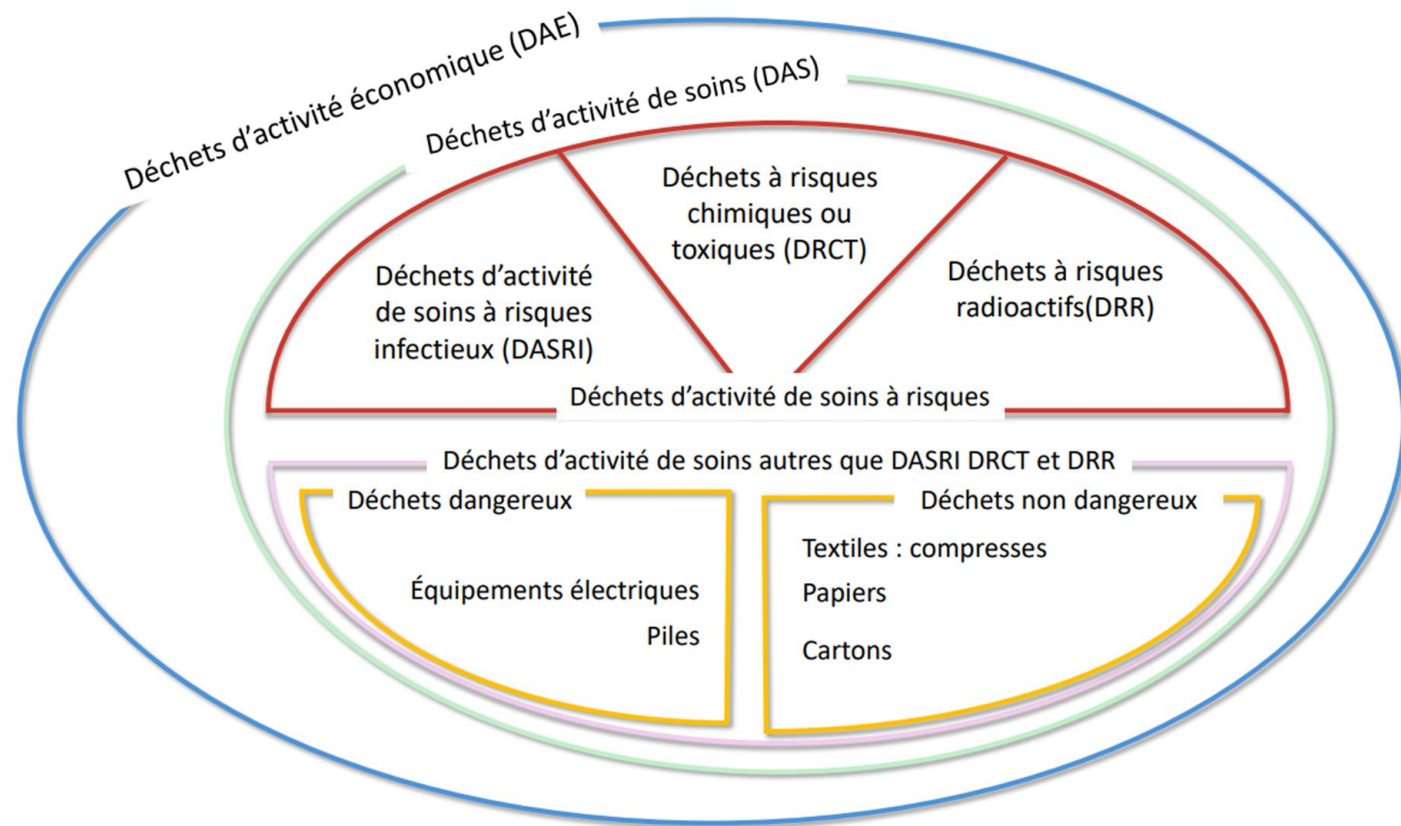 Déchets d’activité économique (DAE)
Déchets d’activité de soins (DAS)
Déchets d’activité
de soins à risques
infectieux (DASRI)
Déchets à risques
chimiques ou
toxiques (DRCT)
Déchets à risques
radioactifs(DRR)
Déchets d’activité de soins à risques
Déchets d’activité de soins autres que DASRI DRCT et DRR
Déchets dangereux
Équipements électriques
Piles
Déchets non dangereux
Textiles : compresses
Papiers
Cartons